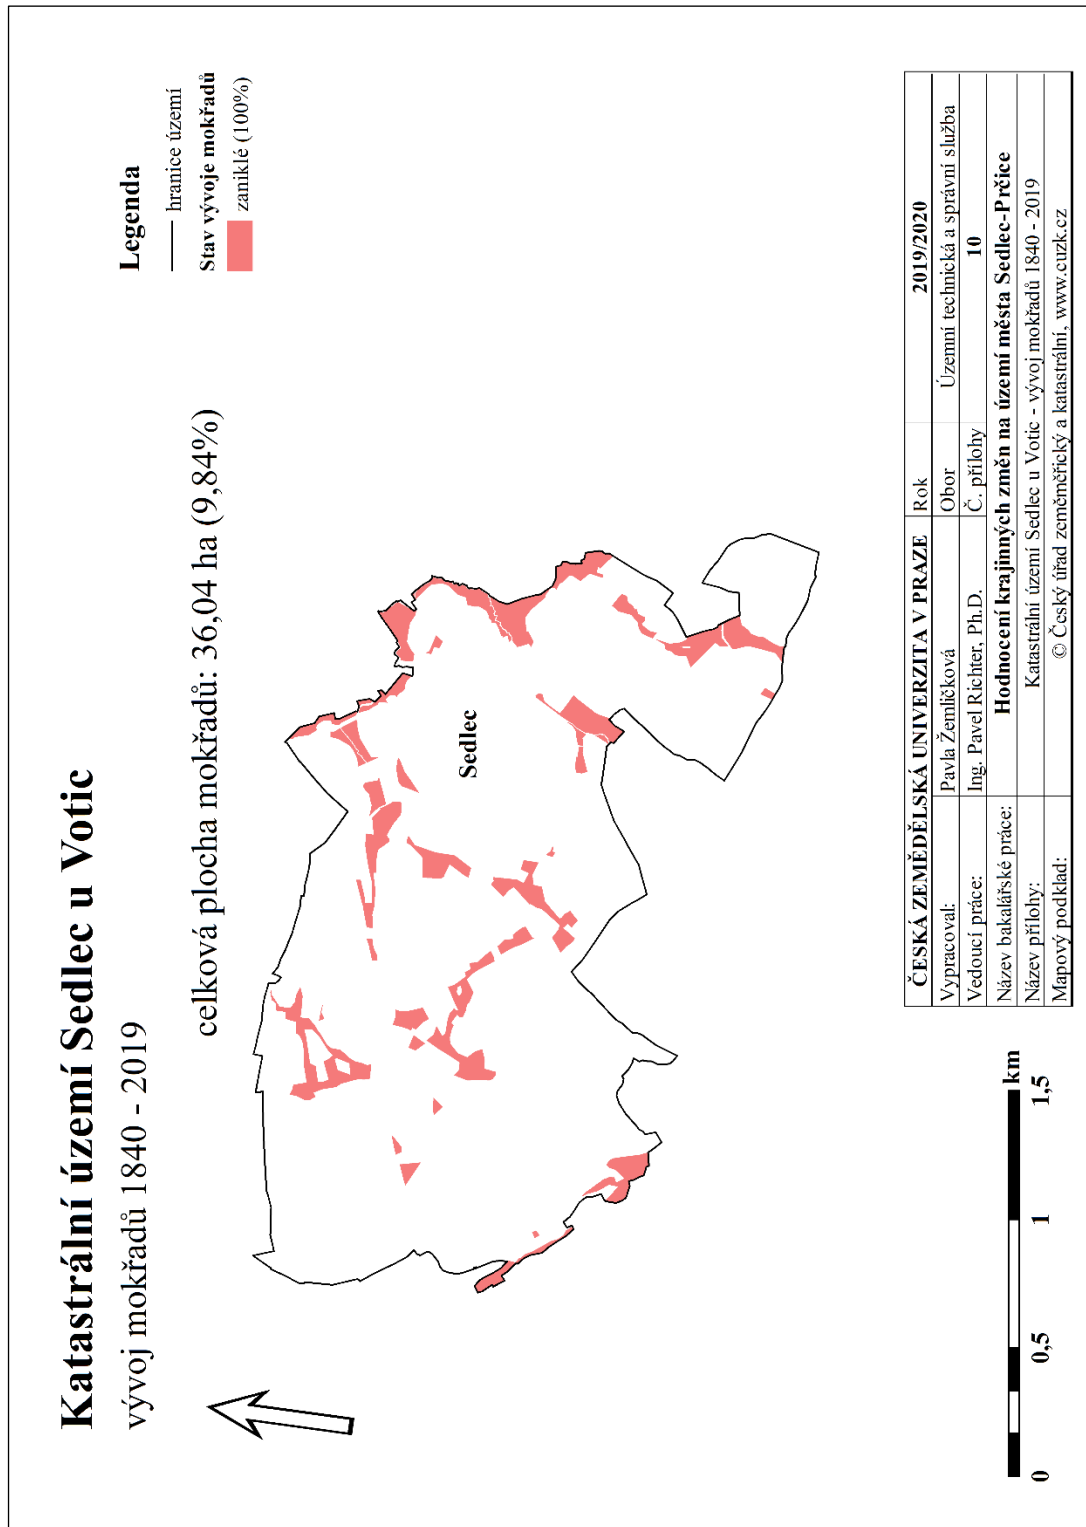 Katastrální území Sedlec u Votic
vývoj mokřadů 1840 - 2019
celková plocha mokřadů: 36,04 ha (9,84%)
Legenda
hranice území
Stav vývoje mokřadů
zaniklé (100%)
Sedlec
0 0,5 1 1,5
km
ČESKÁ ZEMĚDĚLSKÁ UNIVERZITA V PRAZE Rok 2019/2020
Vypracoval: Pavla Žemličková Obor Územní technická a správní služba
Vedoucí práce: Ing. Pavel Richter, Ph.D. Č. přílohy 10
Název bakalářské práce: Hodnocení krajinných změn na území města Sedlec-Prčice
Název přílohy: Katastrální území Sedlec u Votic - vývoj mokřadů 1840 - 2019
Mapový podklad: © Český úřad zeměměřický a katastrální, www.cuzk.cz